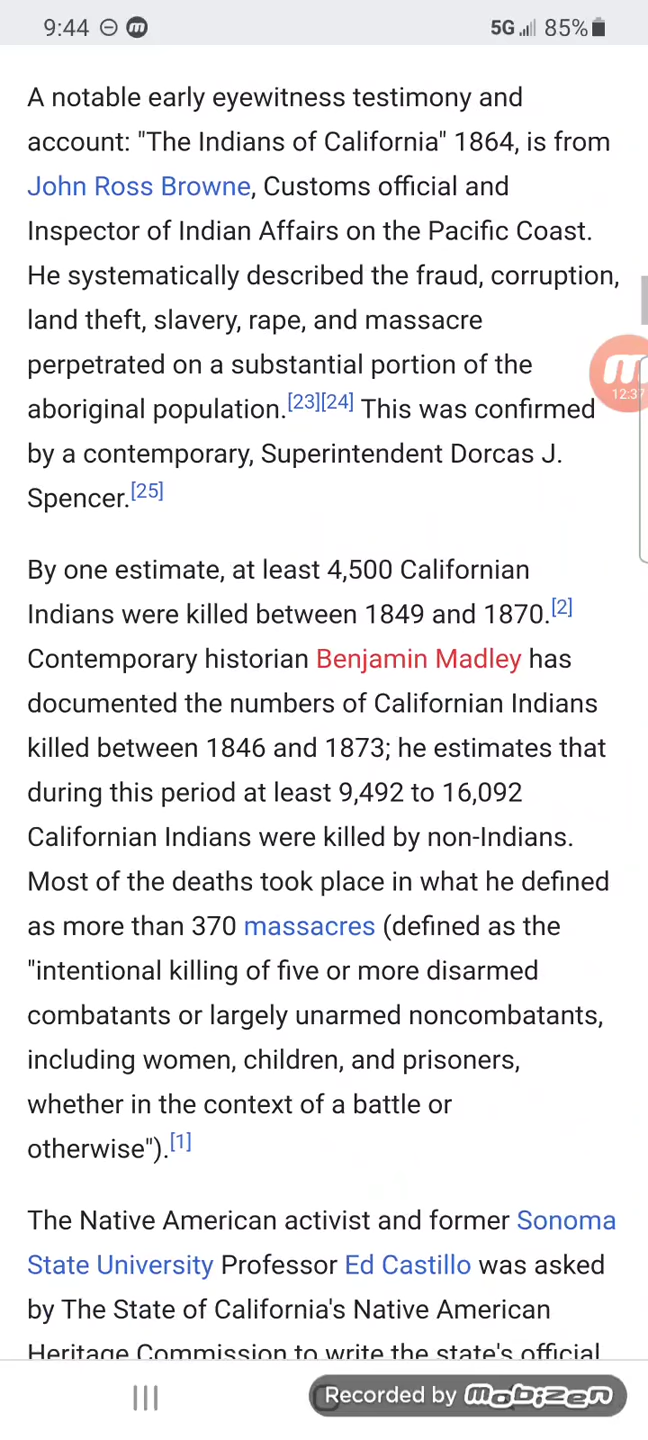 9:44
5G 85%
A notable early eyewitness testimony and
account: "The Indians of California" 1864, is from
John Ross Browne, Customs official and
Inspector of Indian Affairs on the Pacific Coast.
He systematically described the fraud, corruption,
land theft, slavery, rape, and massacre
perpetrated on a substantial portion of the
12:37
aboriginal population.[23][24] This was confirmed
by a contemporary, Superintendent Dorcas J.
Spencer.[25]
By one estimate, at least 4,500 Californian
Indians were killed between 1849 and 1870.[2]
Contemporary historian Benjamin Madley has
documented the numbers of Californian Indians
killed between 1846 and 1873; he estimates that
during this period at least 9,492 to 16,092
Californian Indians were killed by non-Indians.
Most of the deaths took place in what he defined
as more than 370 massacres (defined as the
"intentional killing of five or more disarmed
combatants or largely unarmed noncombatants,
including women, children, and prisoners,
whether in the context of a battle or
otherwise").[1]
The Native American activist and former Sonoma
State University Professor Ed Castillo was asked
by The State of California's Native American
Heritage Commission to write the state's official
Recorded by mobizen